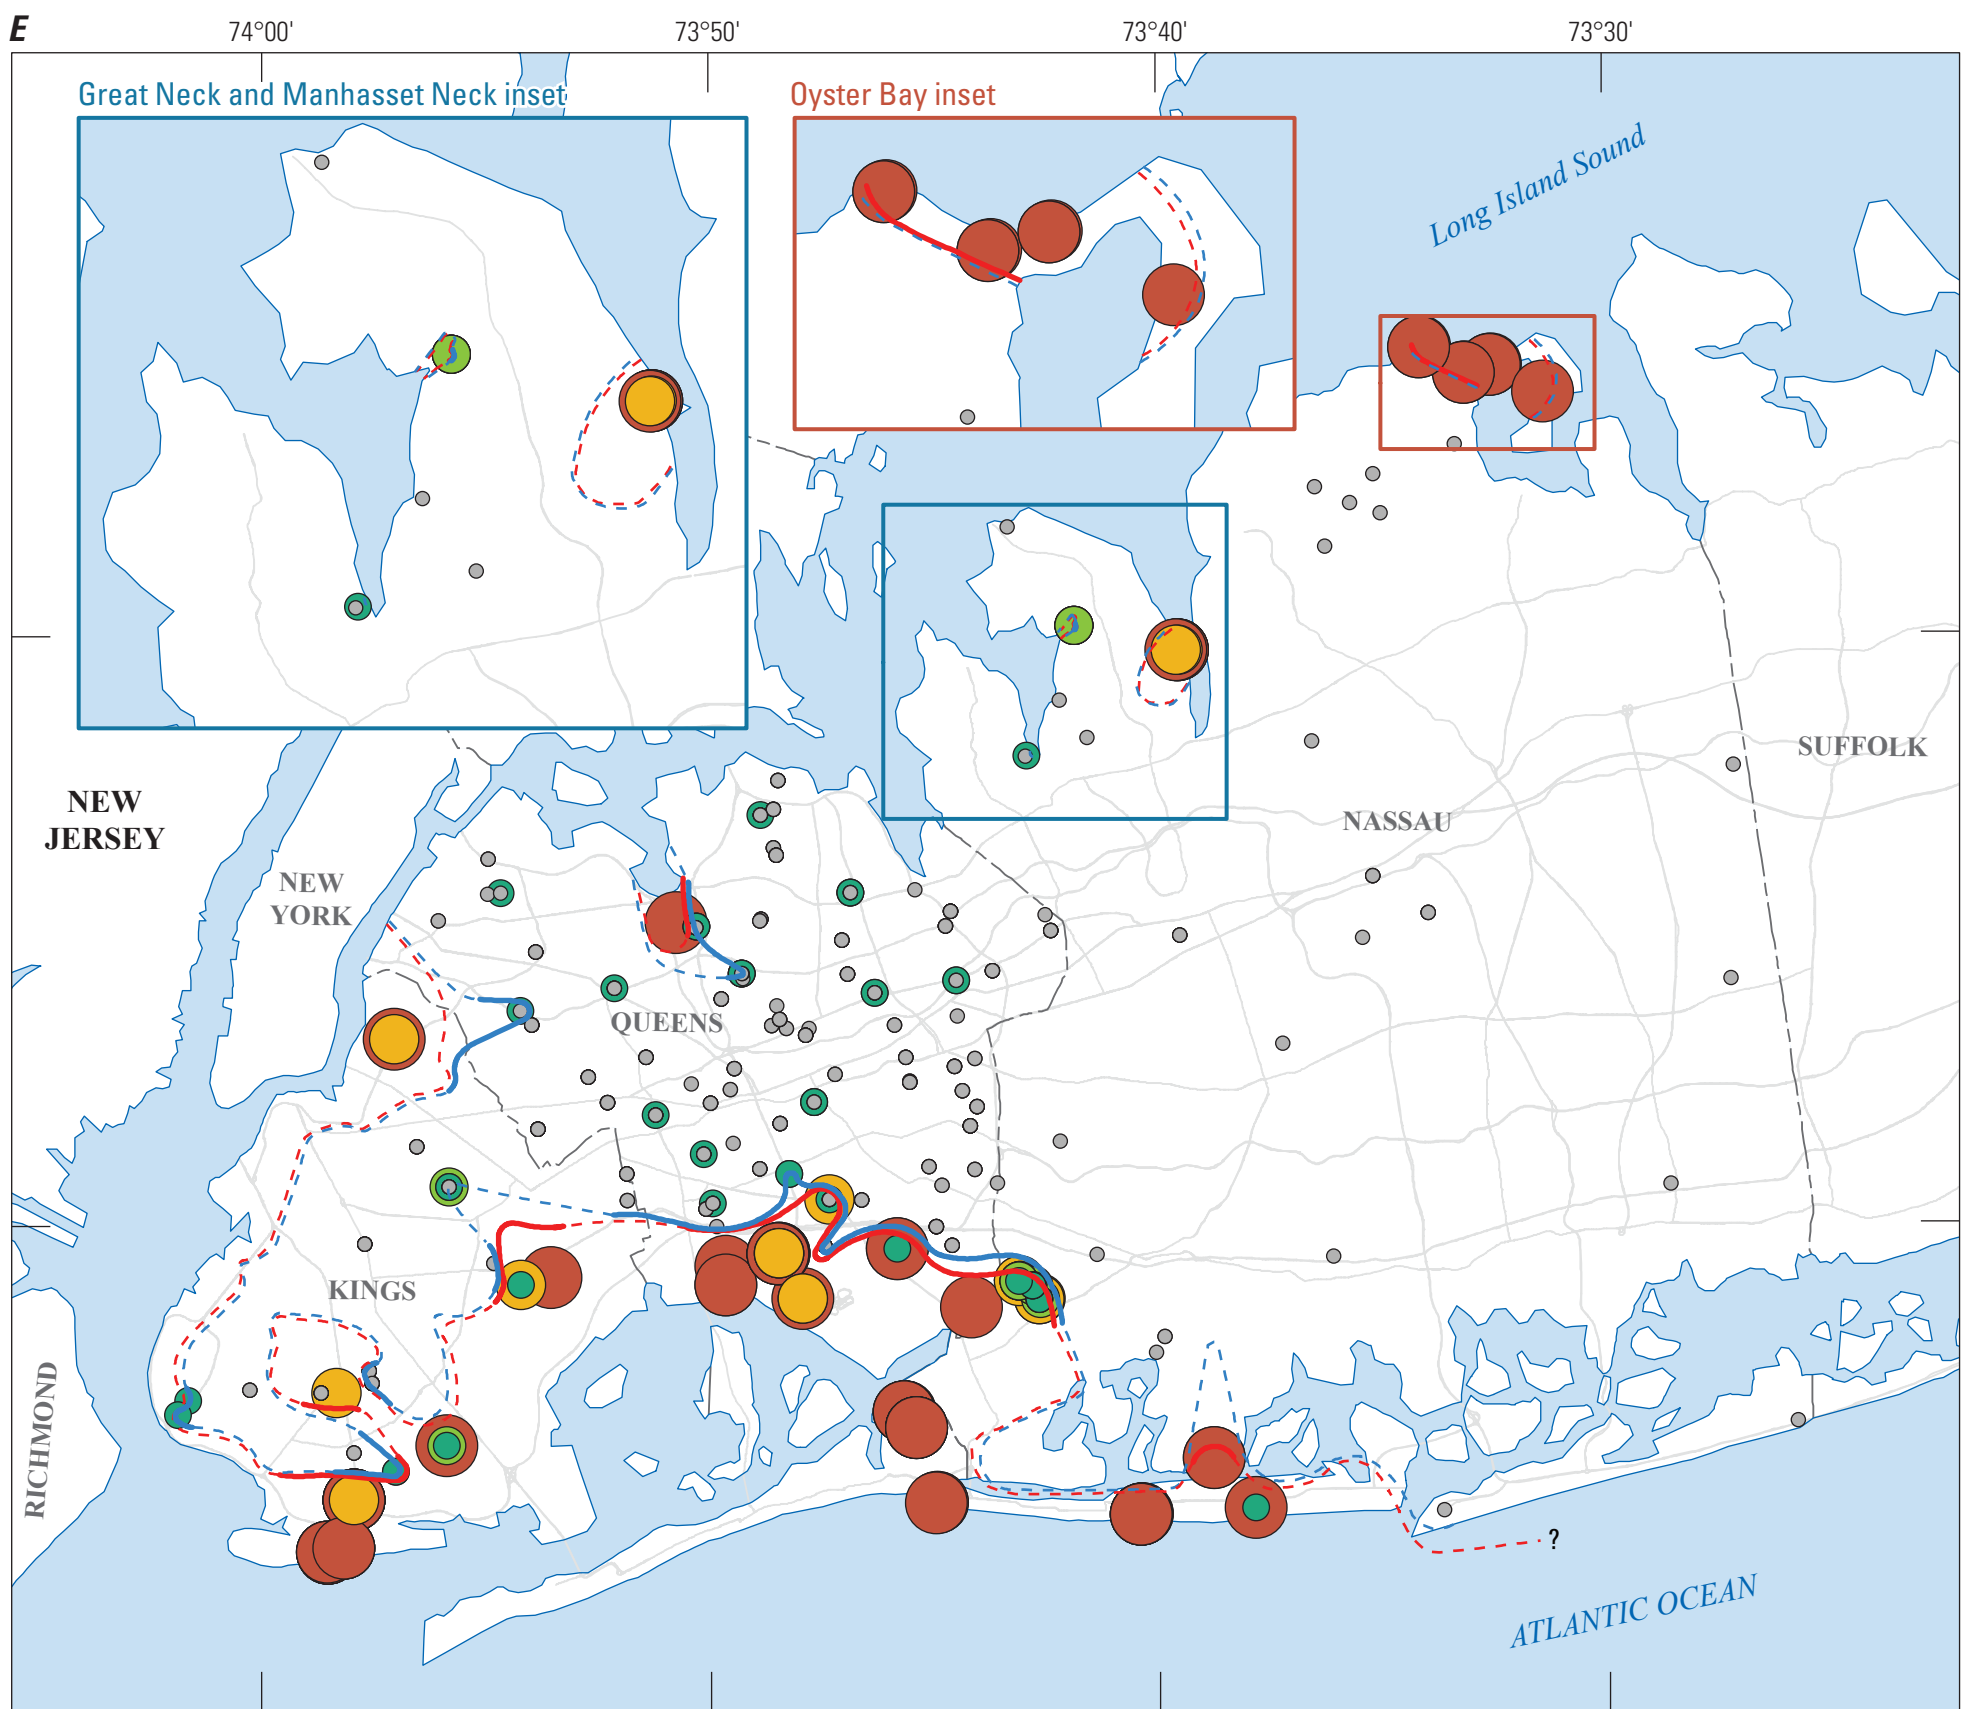 E
74°00'
73°50'
73°40'
73°30'
Great Neck and Manhasset Neck inset
Oyster Bay inset
Long Island Sound
SUFFOLK
NEW
JERSEY
NASSAU
NEW
YORK
QUEENS
KINGS
RICHMOND
?
ATLANTIC OCEAN